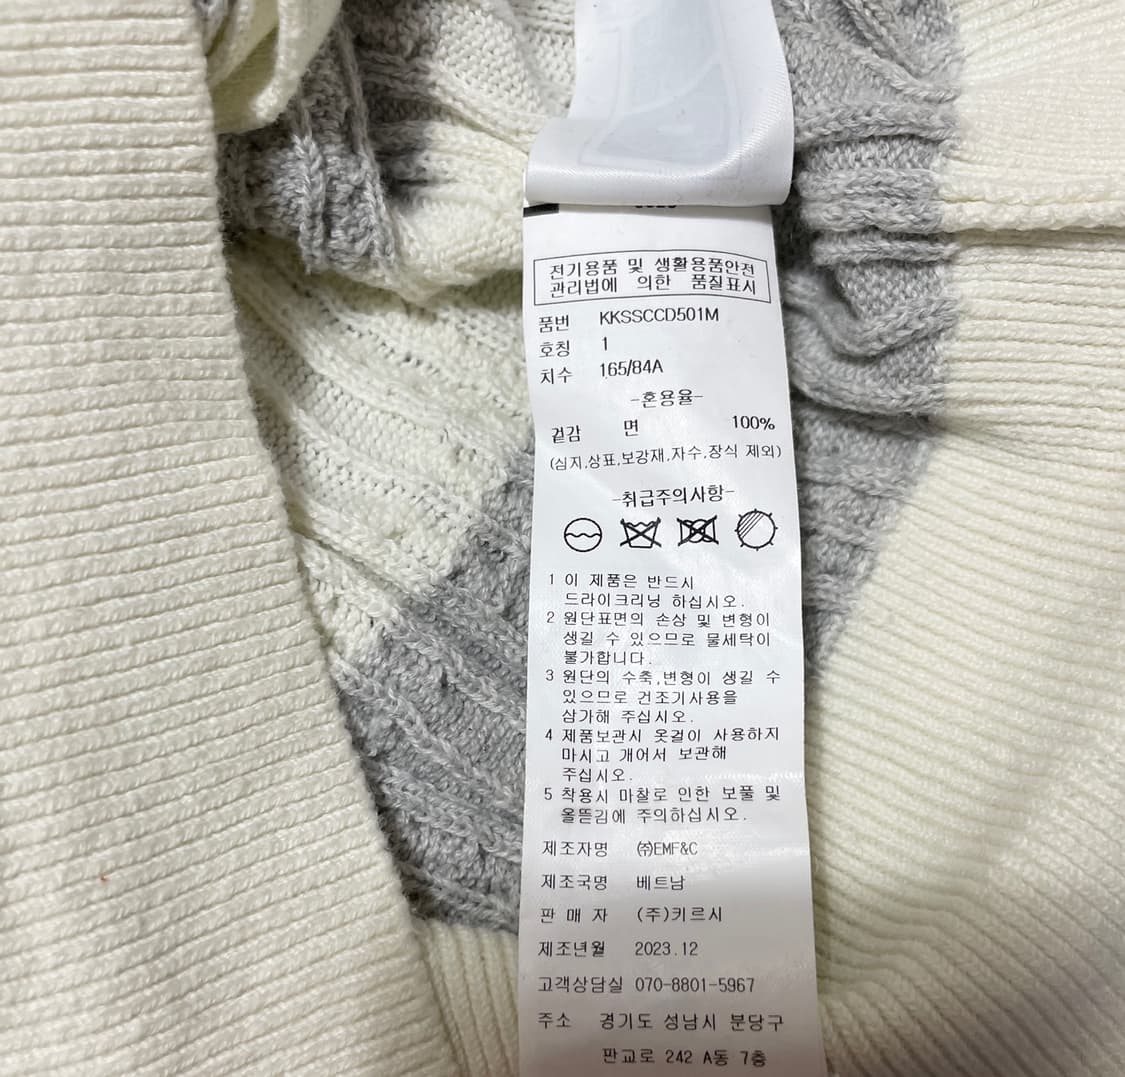 전기용품 및 생활용품안전
관리법에 의한 품질표시
품번 KKSSCCD501M
호칭 1
치수 165/84A
-혼용율-
겉감 면 100%
(심지,상표,보강재,자수,장식 제외)
-취급주의사항-
1 이 제품은 반드시
드라이크리닝 하십시오.
2 원단표면의 손상 및 변형이
생길 수 있으므로 물세탁이
불가합니다.
3 원단의 수축,변형이 생길 수
있으므로 건조기사용을
삼가해 주십시오.
4 제품보관시 옷걸이 사용하지
마시고 개어서 보관해
주십시오.
5 착용시 마찰로 인한 보풀 및
올뜯김에 주의하십시오.
제조자명 ㈜EMF&C
제조국명 베트남
판 매 자 (주)키르시
제조년월 2023.12
고객상담실 070-8801-5967
주소 경기도 성남시 분당구
판교로 242 A동 7층